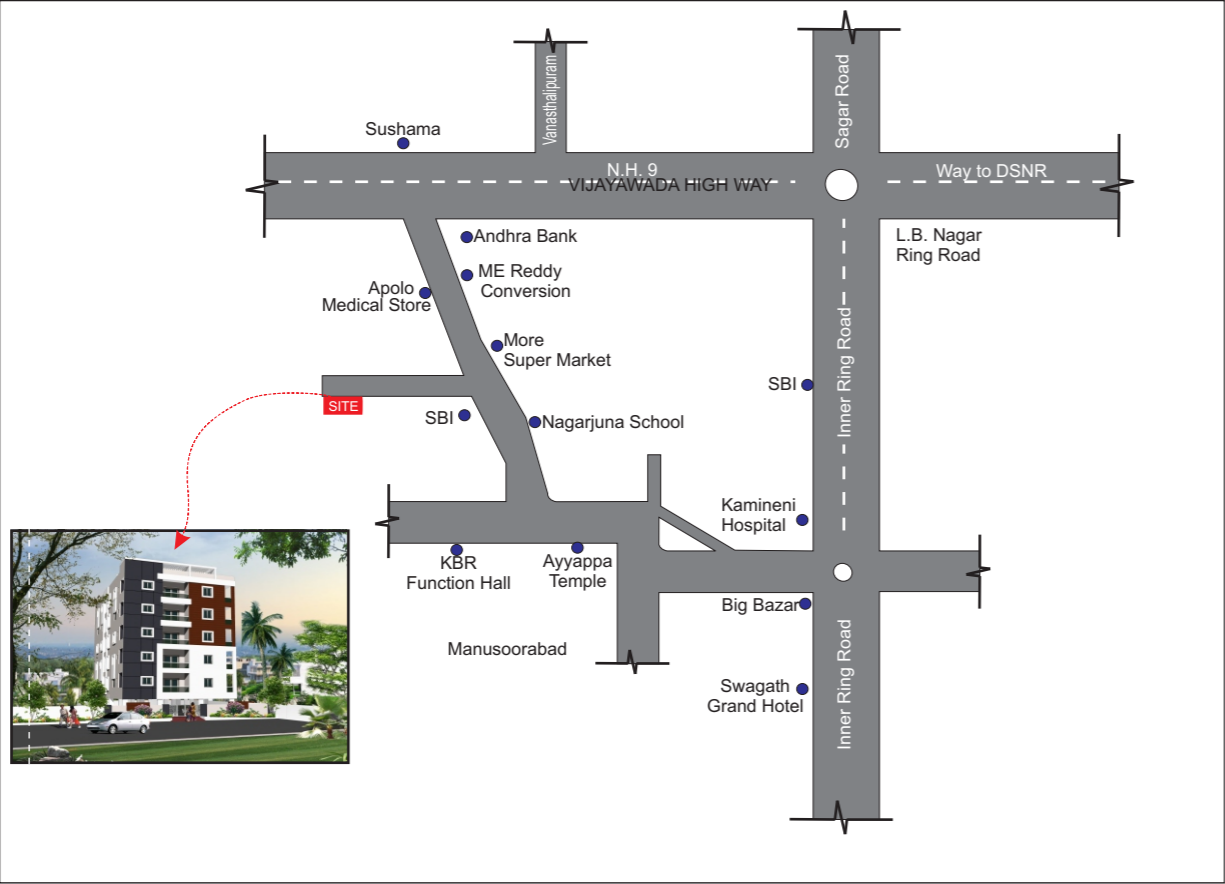 Vanasthalipuram
Sagar Road
Sushama
N.H. 9
VIJAYAWADA HIGH WAY
Way to DSNR
L.B. Nagar
Ring Road
Andhra Bank
ME Reddy
Conversion
Apolo
Medical Store
More
Super Market
Inner Ring Road
SBI
SITE
SBI
Nagarjuna School
Kamineni
Hospital
KBR
Function Hall
Ayyappa
Temple
Big Bazar
Manusoorabad
Inner Ring Road
Swagath
Grand Hotel